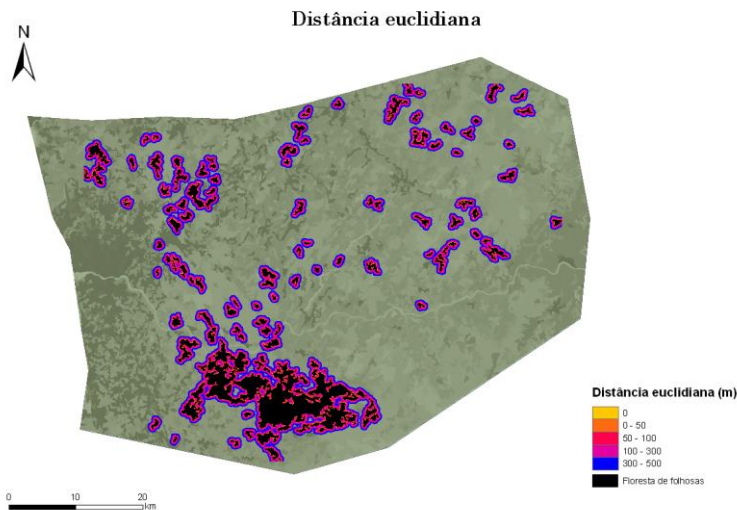 Distância euclidiana
N
Distância euclidiana (m)
0
0 - 50
50 - 100
100 - 300
300 - 500
Floresta de folhosas
0 10 20
km